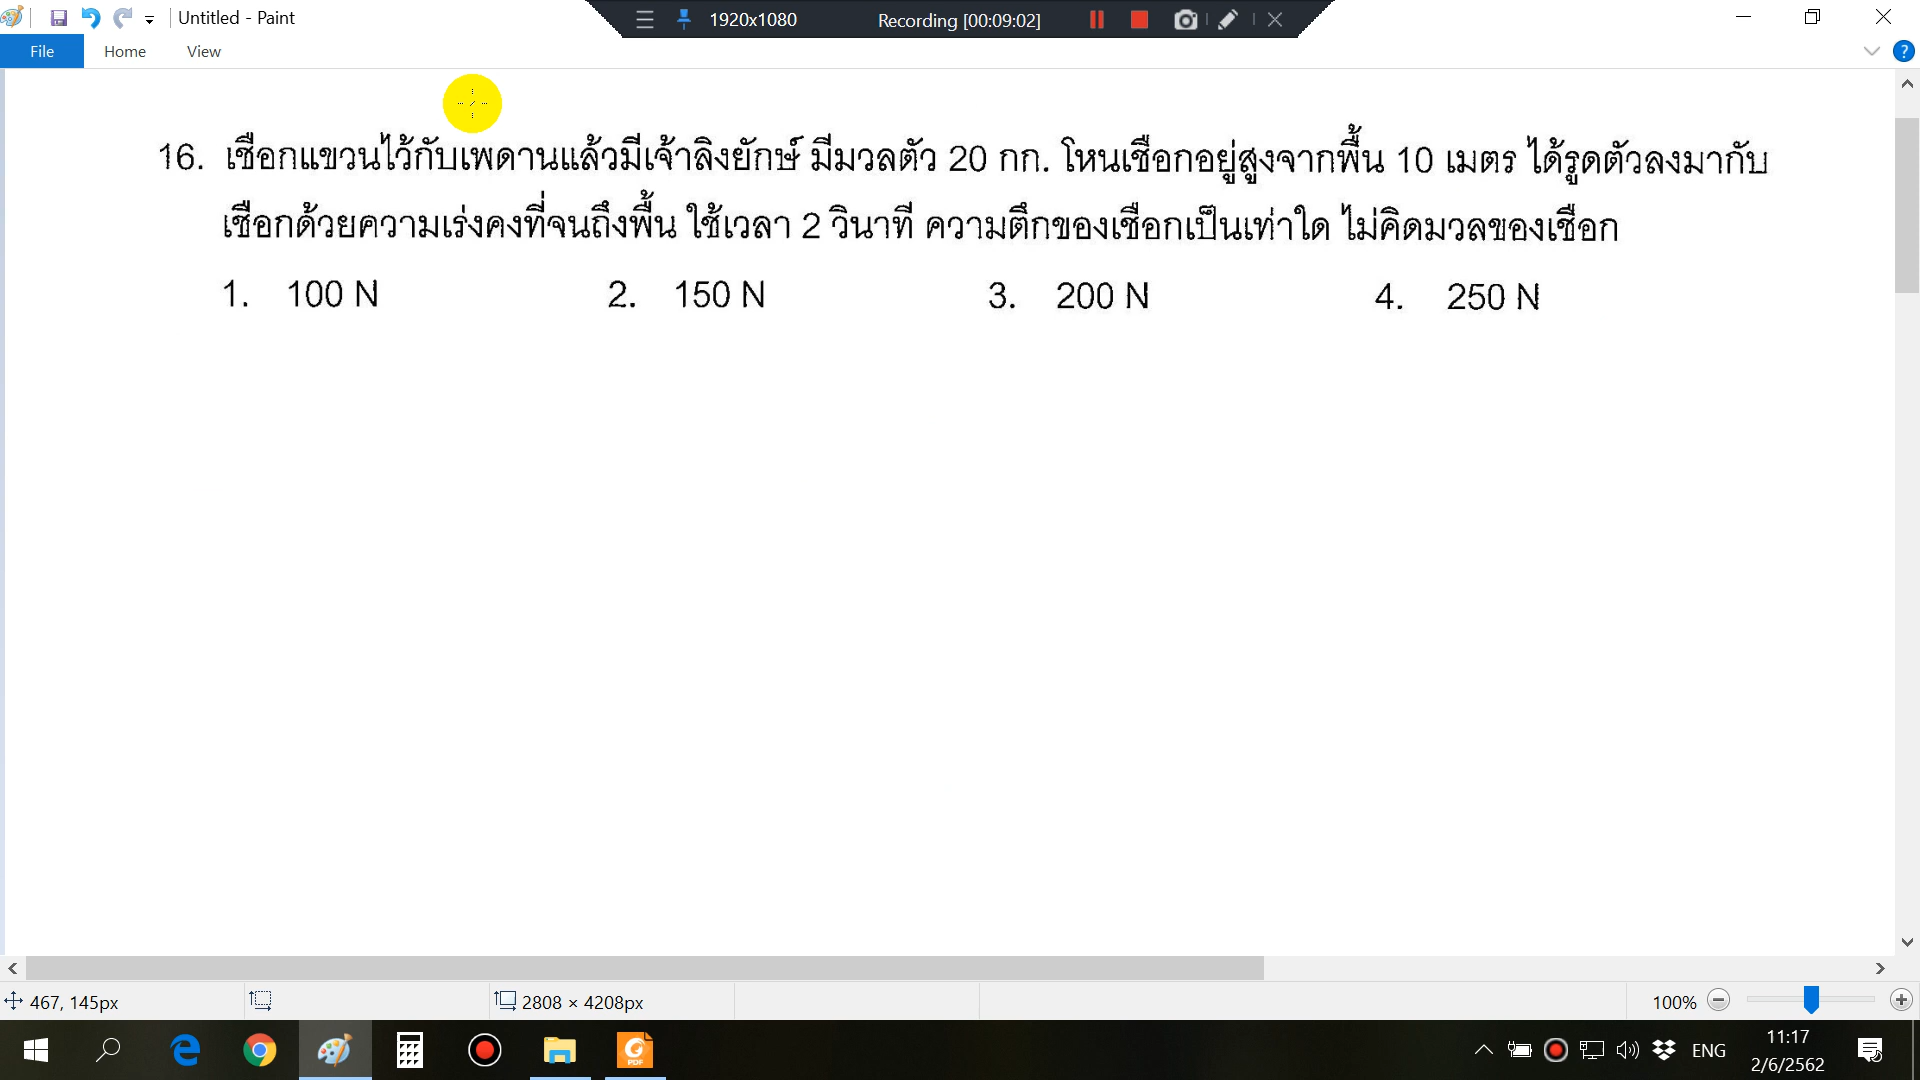 Untitled - Paint
1920x1080
Recording [00:09:02]
File
Home
View
?
16. เชือกแขวนไว้กับเพดานแล้วมีเจ้าลิงยักษ์ มีมวลตัว 20 กก. โหนเชือกอยู่สูงจากพื้น 10 เมตร ได้รูดตัวลงมากับ
เชือกด้วยความเร่งคงที่จนถึงพื้น ใช้เวลา 2 วินาที ความตึกของเชือกเป็นเท่าใด ไม่คิดมวลของเชือก
1. 100 N 2. 150 N 3. 200 N 4. 250 N
467, 145px
2808 × 4208px
100%
PDF
ENG
11:17
2/6/2562